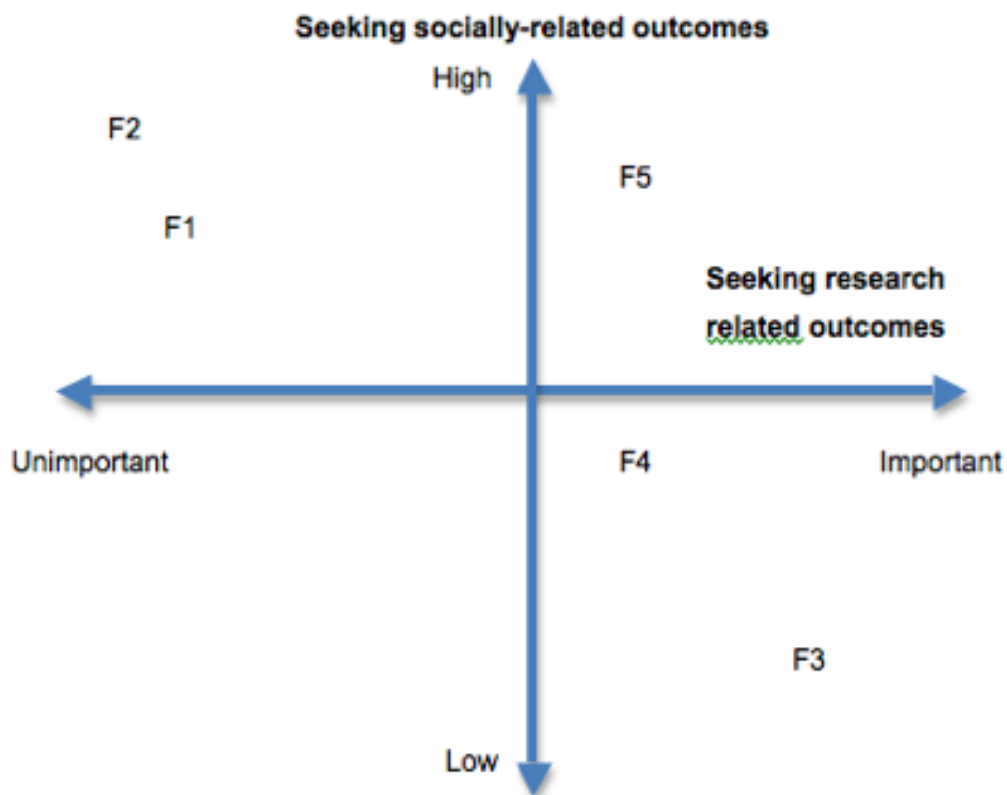 Seeking socially-related outcomes
High
F2
F5
F1
Seeking research
related outcomes
Unimportant
F4
Important
F3
Low